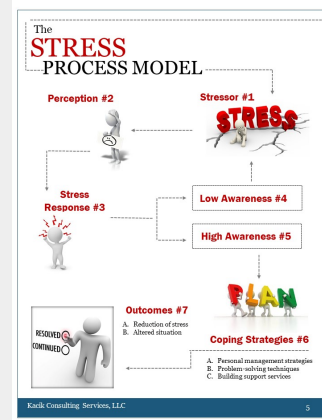 The
STRESS
PROCESS MODEL
Perception #2
Stressor #1
STRESS
Stress
Response #3
Low Awareness #4
High Awareness #5
PLAN
Outcomes #7
A. Reduction of stress
B. Altered situation
RESOLVED
CONTINUED
Coping Strategies #6
A. Personal management strategies
B. Problem-solving techniques
C. Building support services
Kacik Consulting Services, LLC
5